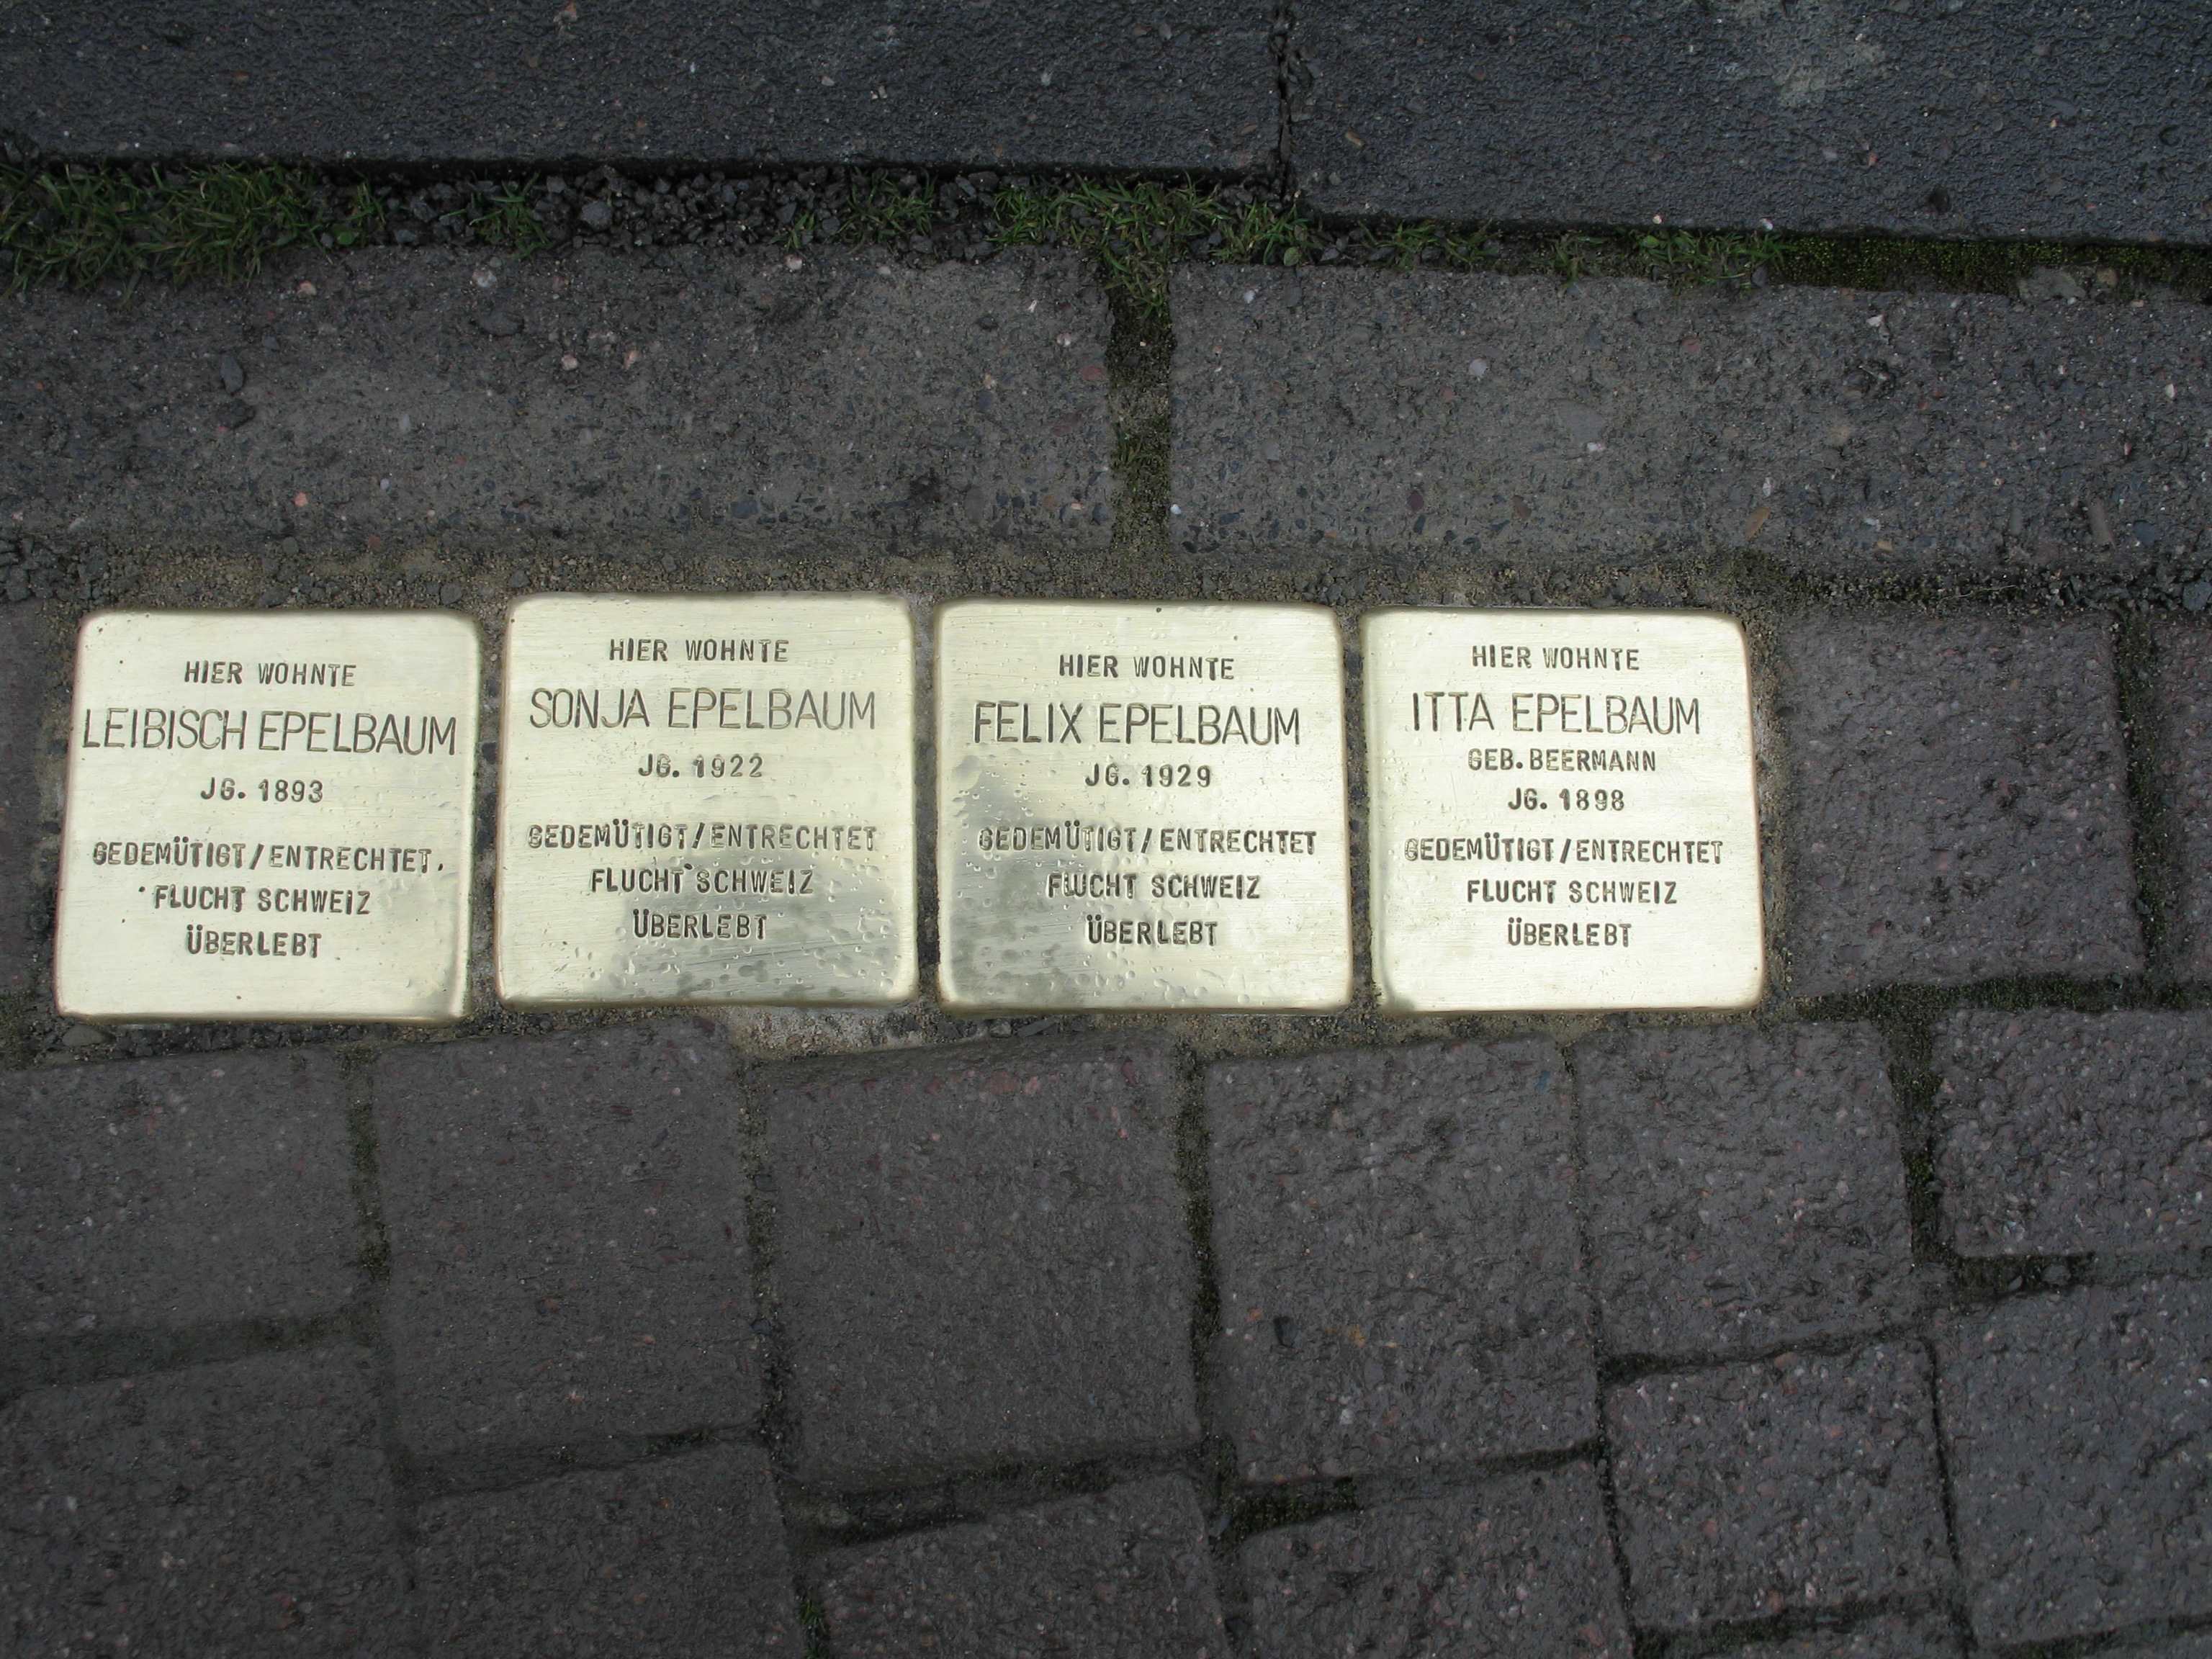 HIER WOHNTE
LEIBISCH EPELBAUM
JG. 1893
GEDEMÜTIGT/ENTRECHTET.
FLUCHT SCHWEIZ
ÜBERLEBT
HIER WOHNTE
SONJA EPELBAUM
JG. 1922
GEDEMÜTIGT/ENTRECHTET
FLUCHT SCHWEIZ
ÜBERLEBT
HIER WOHNTE
FELIX EPELBAUM
JG. 1929
GEDEMÜTIGT/ENTRECHTET
FLUCHT SCHWEIZ
ÜBERLEBT
HIER WOHNTE
ITTA EPELBAUM
GEB. BEERMANN
JG. 1898
GEDEMÜTIGT/ENTRECHTET
FLUCHT SCHWEIZ
ÜBERLEBT